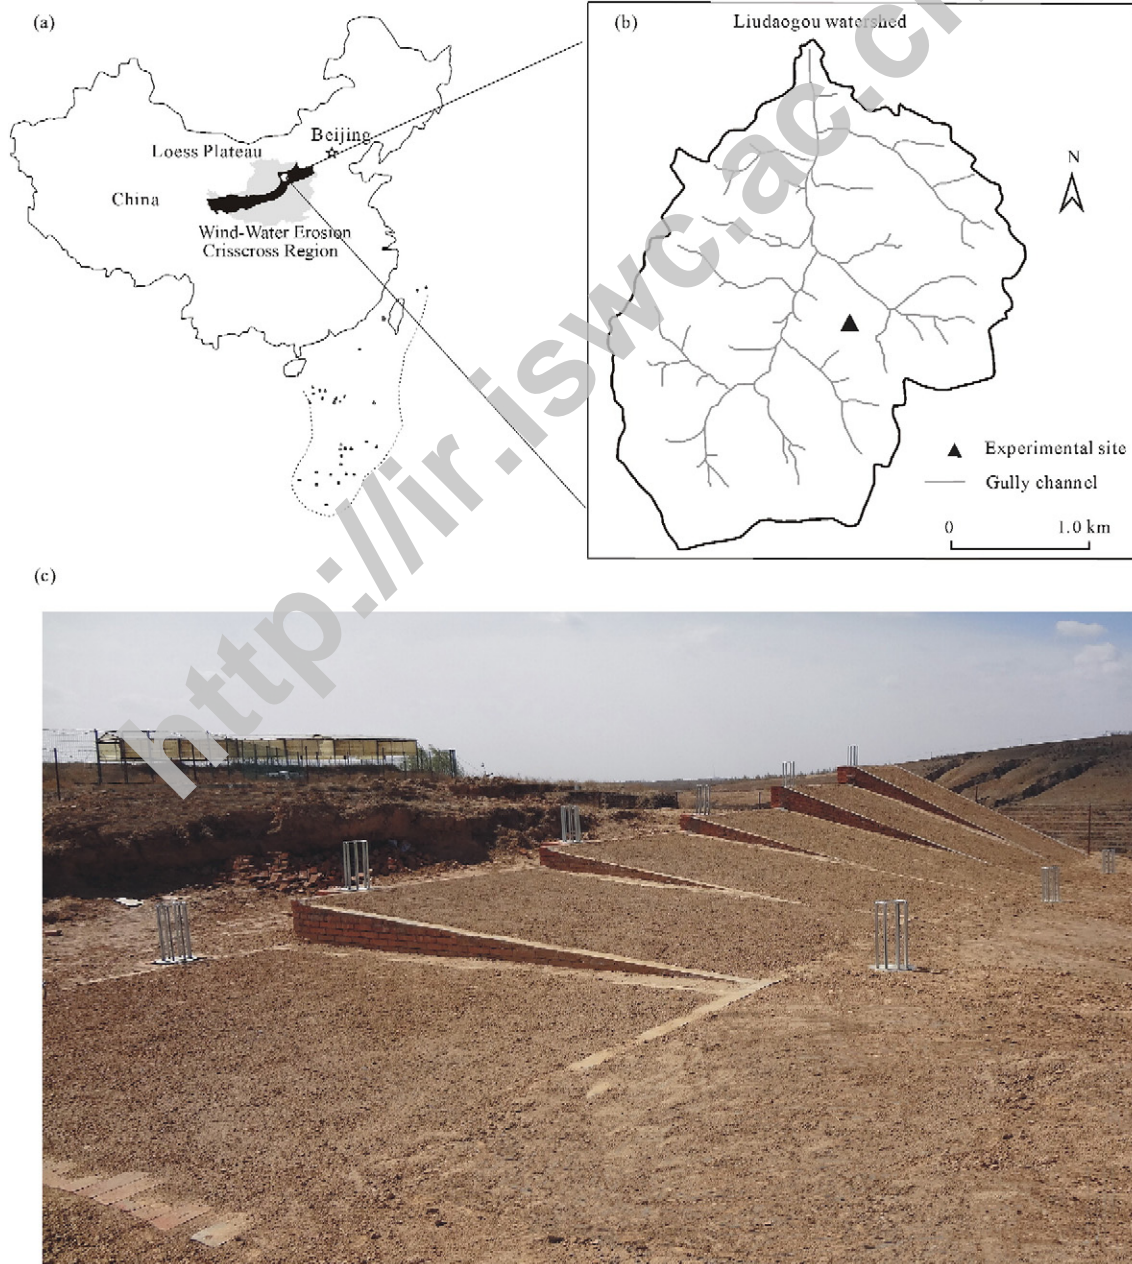 (a)
Beijing
Loess Plateau
China
Wind-Water Erosion
Crisscross Region
(b)
Liudaogou watershed
N
Experimental site
Gully channel
0
1.0 km
(c)
http://ir.iswc.ac.cn